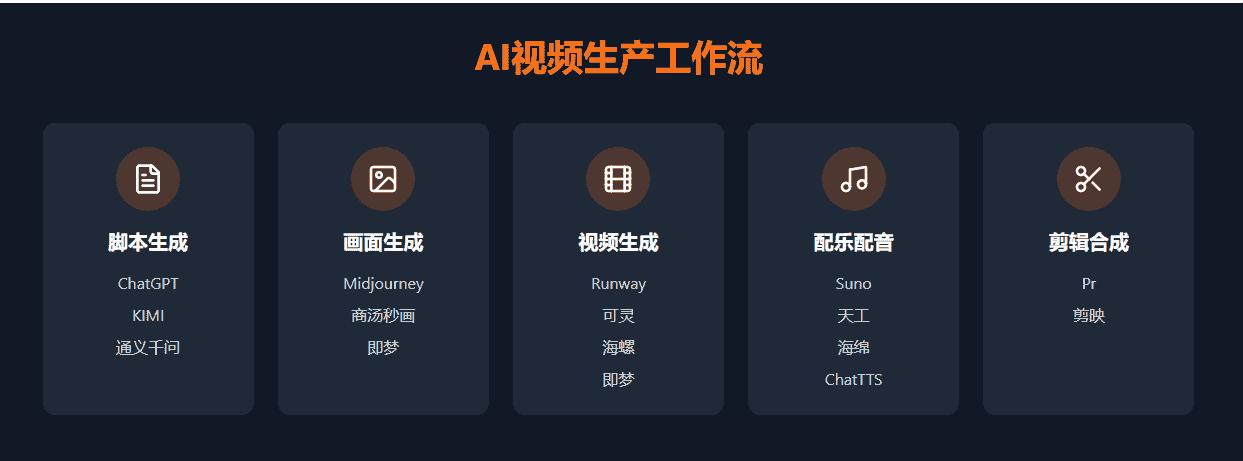 AI视频生产工作流
脚本生成
ChatGPT
KIMI
通义千问
画面生成
Midjourney
商汤秒画
即梦
视频生成
Runway
可灵
海螺
即梦
配乐配音
Suno
天工
海绵
ChatTTS
剪辑合成
Pr
剪映